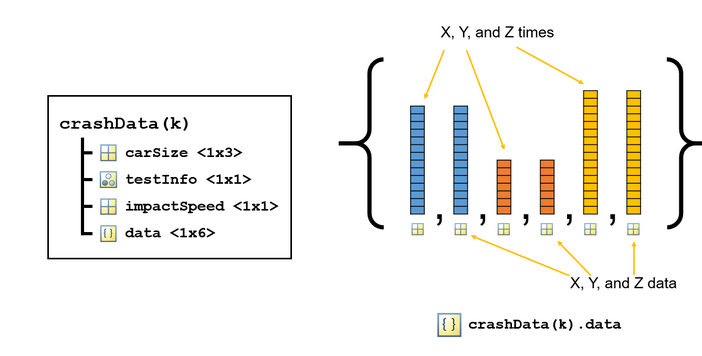 X, Y, and Z times
crashData(k)
carSize <1x3>
testInfo <1x1>
impactSpeed <1x1>
{} data <1x6>
{ , , , , , }
X, Y, and Z data
{} crashData(k).data